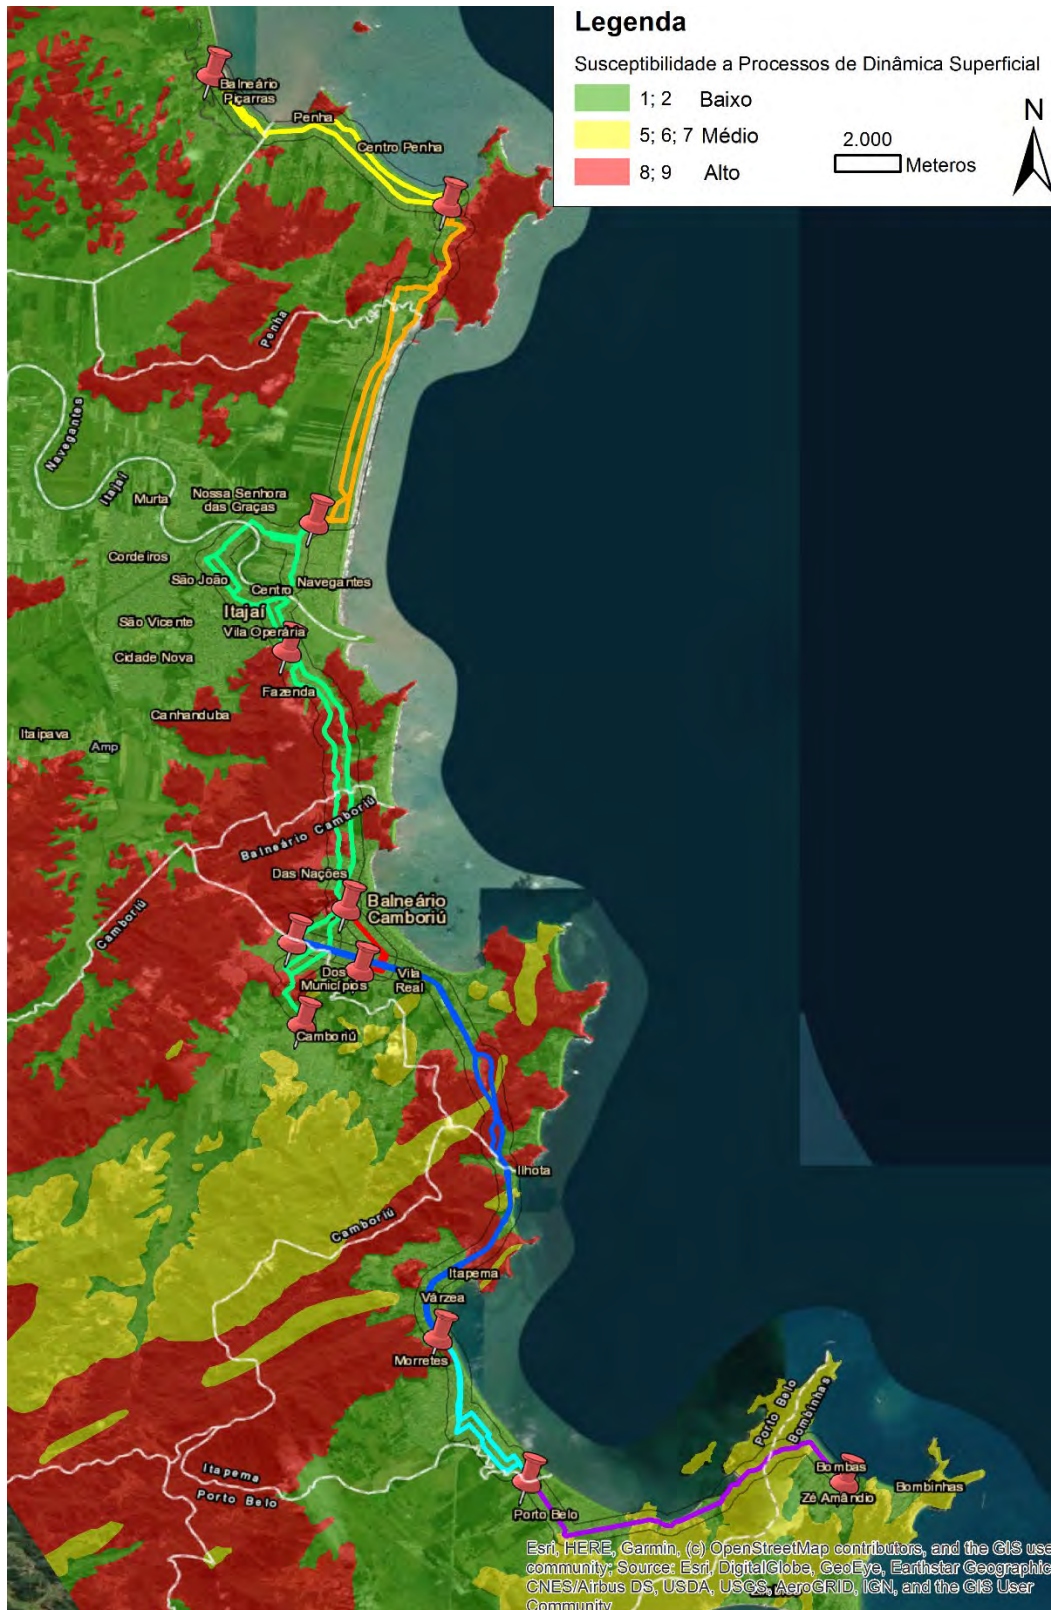 Legenda
Susceptibilidade a Processos de Dinâmica Superficial
1; 2 Baixo
5; 6; 7 Médio
8; 9 Alto
2.000
Meteros
N
Balneário
Piçarras
Penha
Centro Penha
Penha
Navegantes
Itajaí
Murta
Nossa Senhora
das Graças
Cordeiros
São João
Centro
Navegantes
Itajaí
São Vicente
Vila Operária
Cidade Nova
Fazenda
Canhanduba
Itaipava
Amp
Balneário Camboriú
Das Nações
Balneário
Camboriú
Camboriú
Dos
Municípios
Vila
Real
Camboriú
Ilhota
Camboriú
Itapema
Várzea
Morretes
Porto Belo
Bombinhas
Itapema
Porto Belo
Bombas
Zé Amândio
Bombinhas
Porto Belo
Esri, HERE, Garmin, (c) OpenStreetMap contributors, and the GIS use
community; Source: Esri, DigitalGlobe, GeoEye, Earthstar Geographic
CNES/Airbus DS, USDA, USGS, AeroGRID, IGN, and the GIS User
Community